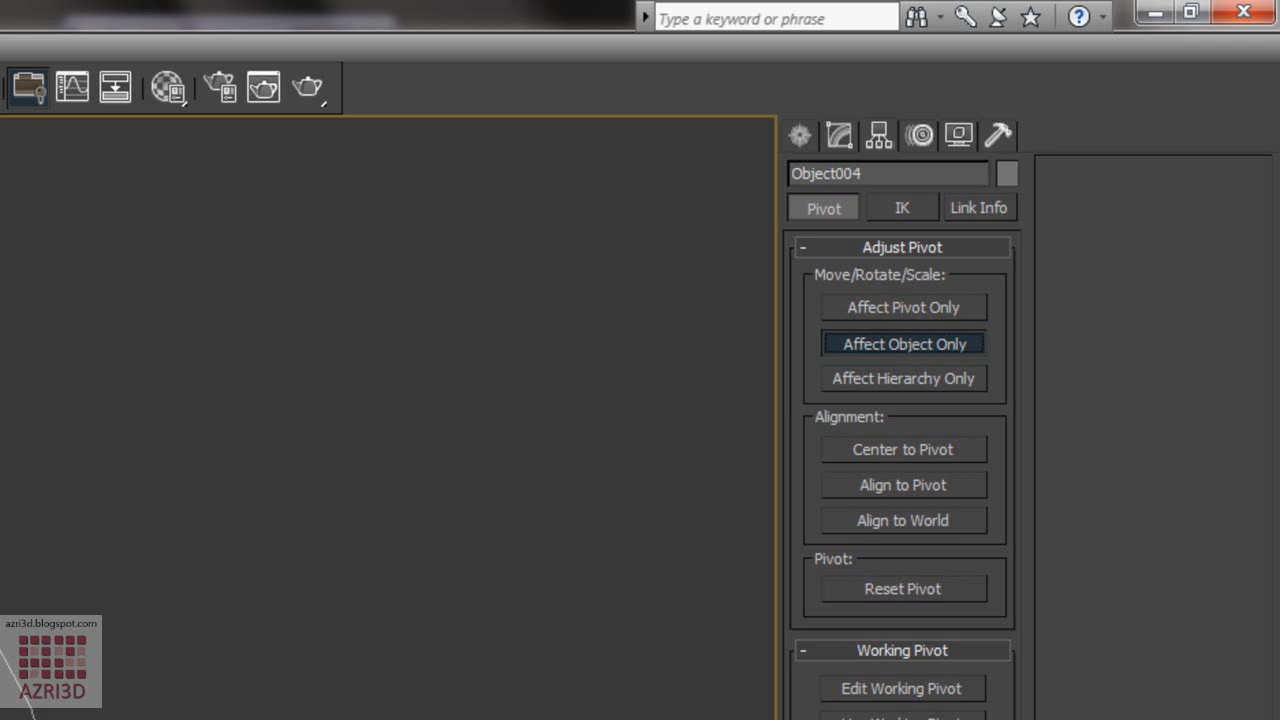 Type a keyword or phrase
Object004
Pivot
IK
Link Info
- Adjust Pivot
Move/Rotate/Scale:
Affect Pivot Only
Affect Object Only
Affect Hierarchy Only
Alignment:
Center to Pivot
Align to Pivot
Align to World
Pivot:
Reset Pivot
- Working Pivot
Edit Working Pivot
azri3d.blogspot.com
AZRI3D